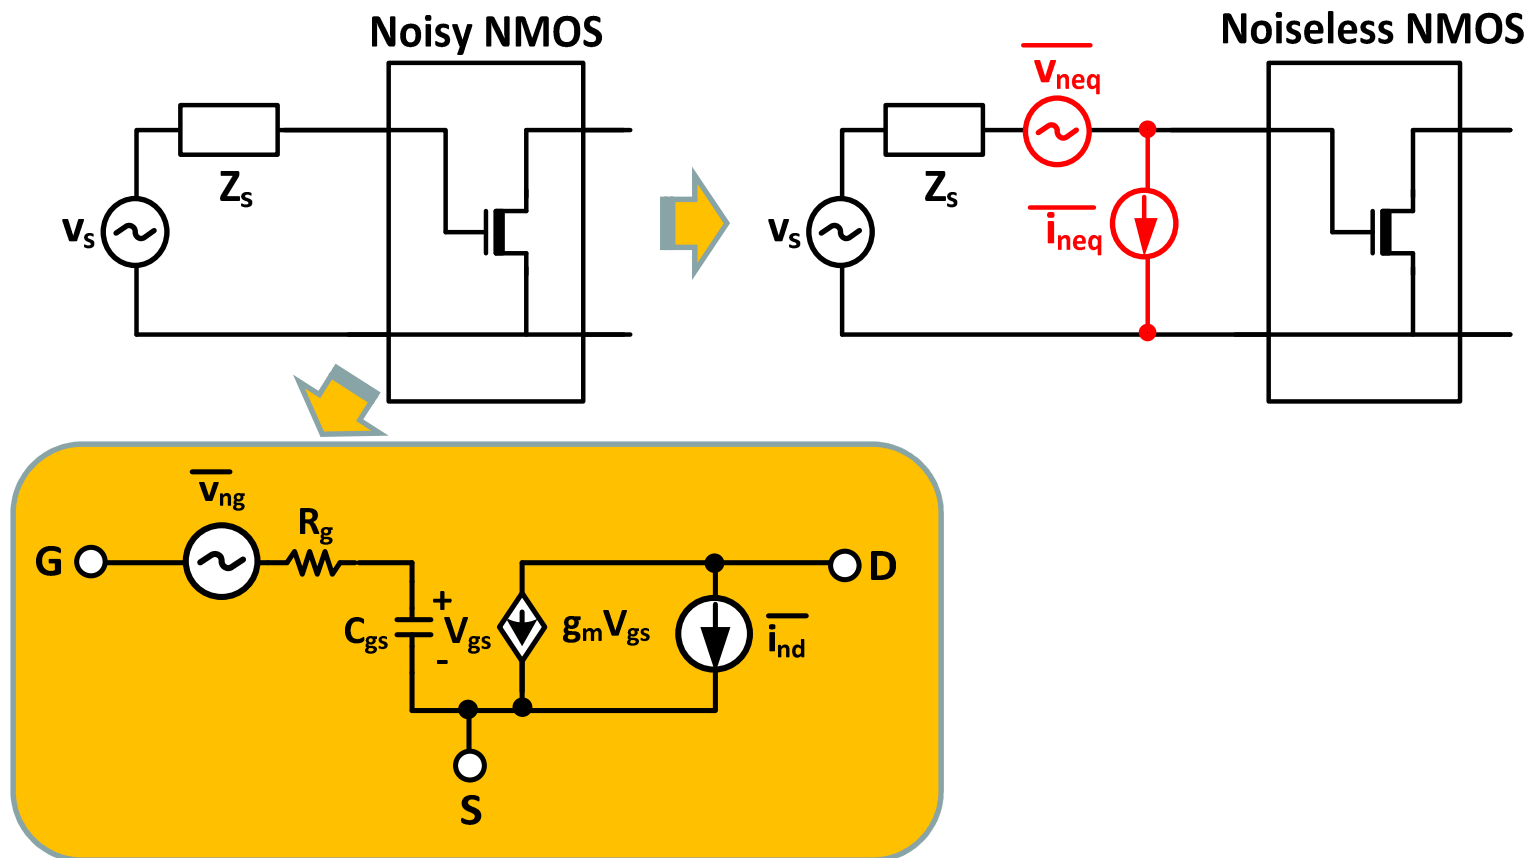 Noisy NMOS
Noiseless NMOS
vneq
Zs
Zs
vs
vs
ineq
vng
Rg
G
D
Cgs
+
Vgs
-
gmVgs
ind
S